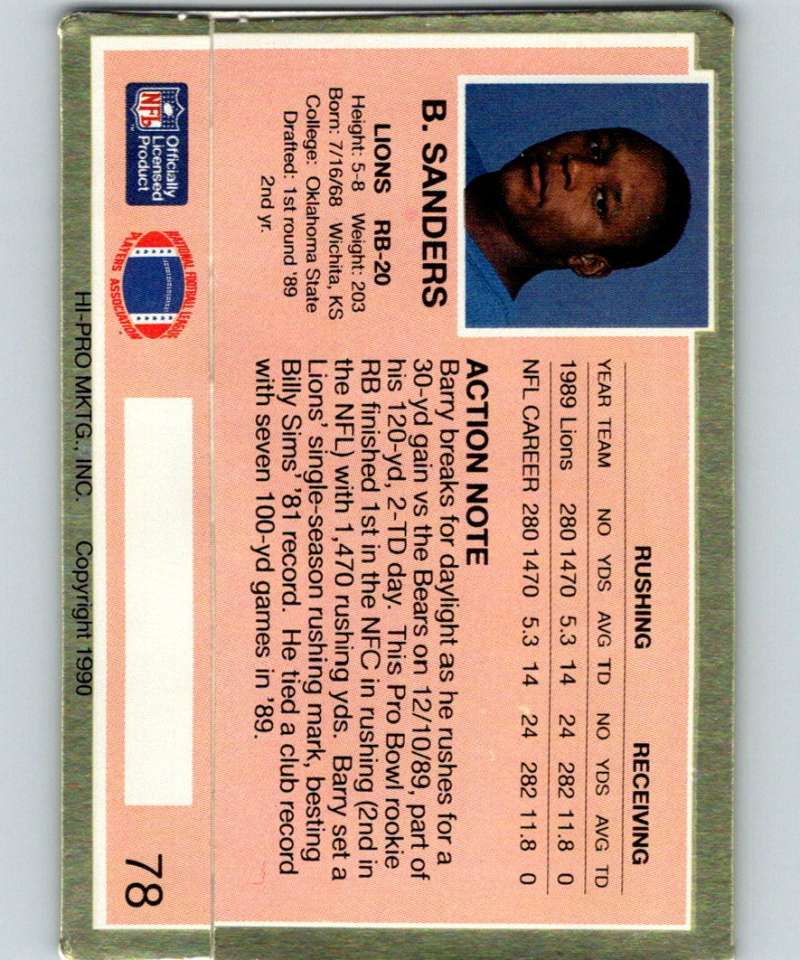 B. SANDERS
LIONS RB-20
Height: 5-8 Weight: 203
Born: 7/16/68 Wichita, KS
College: Oklahoma State
Drafted: 1st round '89
2nd yr.
RUSHING RECEIVING
YEAR TEAM NO YDS AVG TD NO YDS AVG TD
1989 Lions 280 1470 5.3 14 24 282 11.8 0
NFL CAREER 280 1470 5.3 14 24 282 11.8 0
ACTION NOTE
Barry breaks for daylight as he rushes for a
30-yd gain vs the Bears on 12/10/89, part of
his 120-yd, 2-TD day. This Pro Bowl rookie
RB finished 1st in the NFC in rushing (2nd in
the NFL) with 1,470 rushing yds. Barry set a
Lions' single-season rushing mark, besting
Billy Sims' '81 record. He tied a club record
with seven 100-yd games in '89.
NFL
Officially
Licensed
Product
NATIONAL FOOTBALL LEAGUE
PLAYERS ASSOCIATION
78
HI-PRO MKTG., INC. Copyright 1990